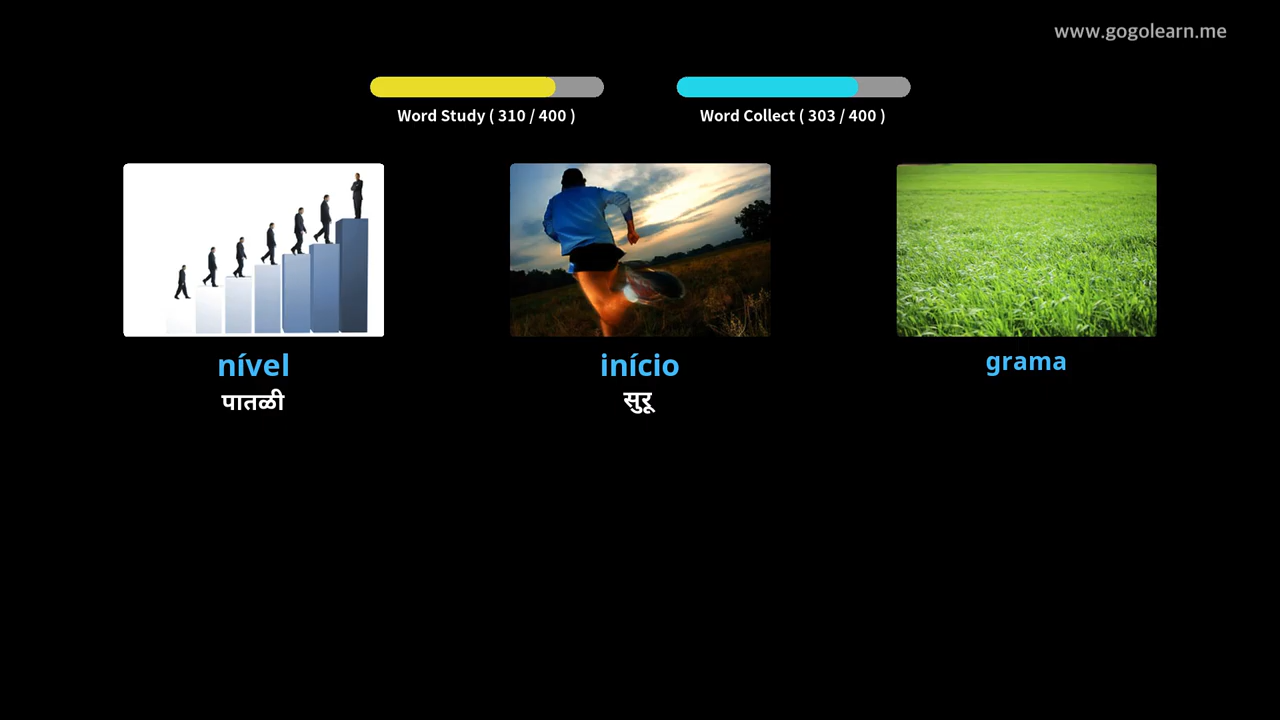 www.gogolearn.me
Word Study ( 310 / 400 )
Word Collect ( 303 / 400 )
nível
início
grama
पातळी
सुरू